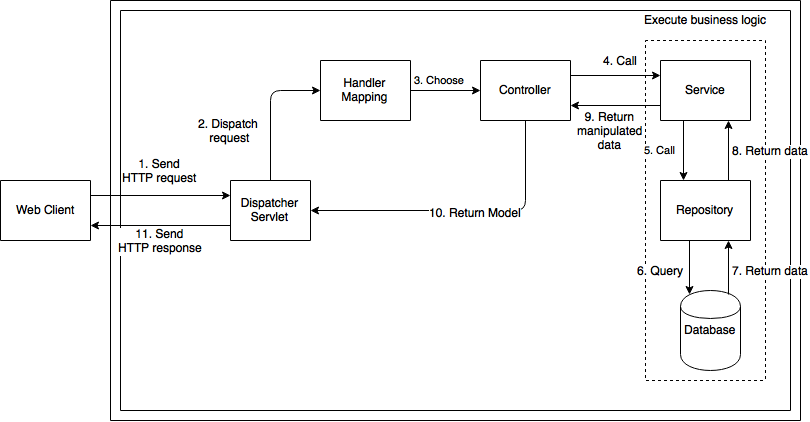 Execute business logic
4. Call
Handler
Mapping
3. Choose
Controller
Service
9. Return
manipulated
data
2. Dispatch
request
5. Call
8. Return data
1. Send
HTTP request
Web Client
Dispatcher
Servlet
10. Return Model
Repository
11. Send
HTTP response
6. Query
7. Return data
Database